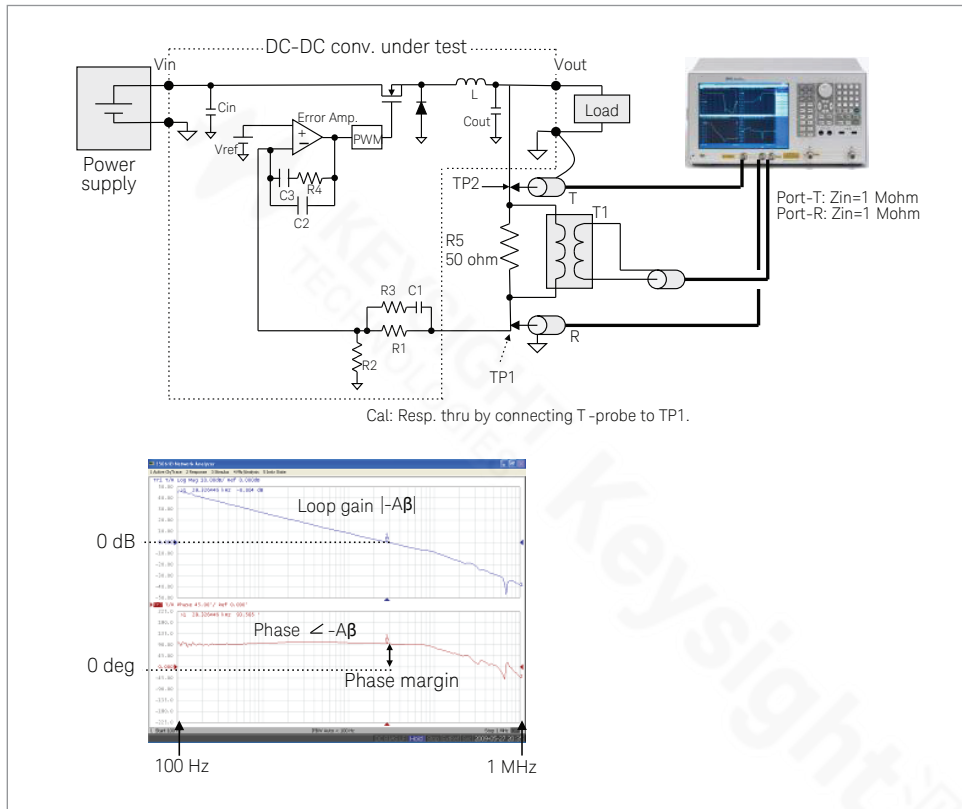 DC-DC conv. under test
Vin
Vout
Power
supply
Cin
Vref
Error Amp.
+
−
PWM
L
Cout
Load
C3
R4
C2
TP2
T
T1
Port-T: Zin=1 Mohm
Port-R: Zin=1 Mohm
R5
50 ohm
R3
C1
R1
R2
R
TP1
Cal: Resp. thru by connecting T-probe to TP1.
Loop gain |-Aβ|
0 dB
Phase ∠ -Aβ
0 deg
Phase margin
100 Hz
1 MHz
KEYSIGHT
TECHNOLOGIES
Keysight